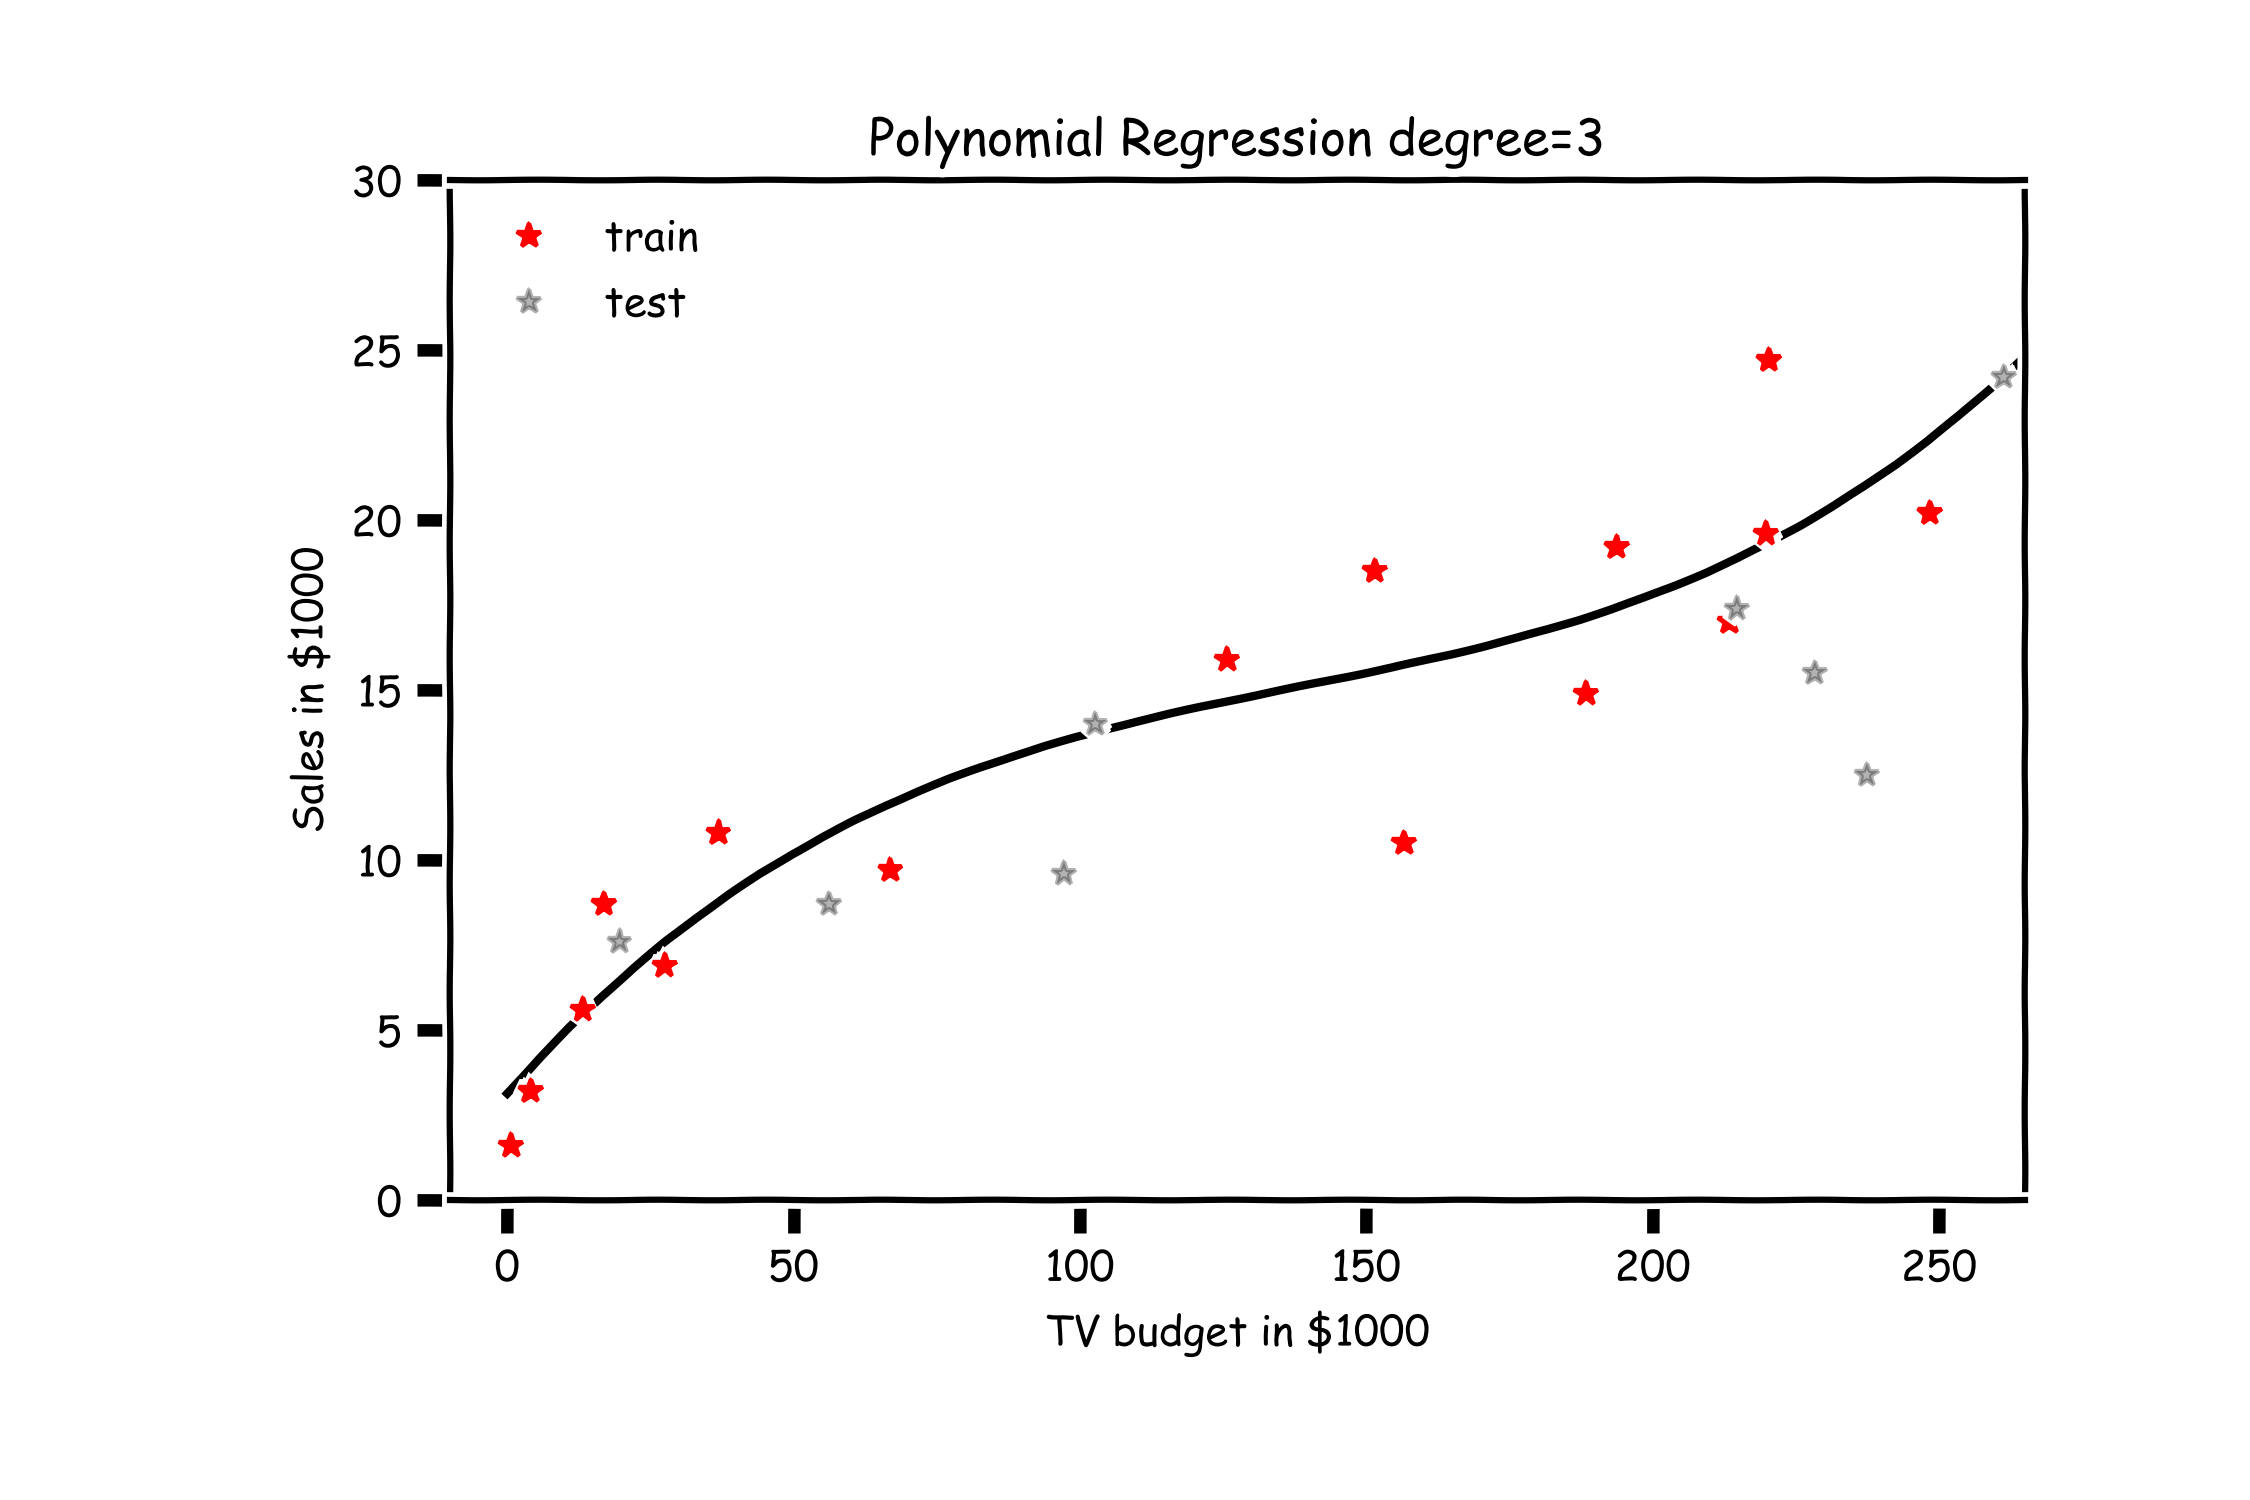 Polynomial Regression degree=3
train
test
30
25
20
15
10
5
0
Sales in $1000
0 50 100 150 200 250
TV budget in $1000